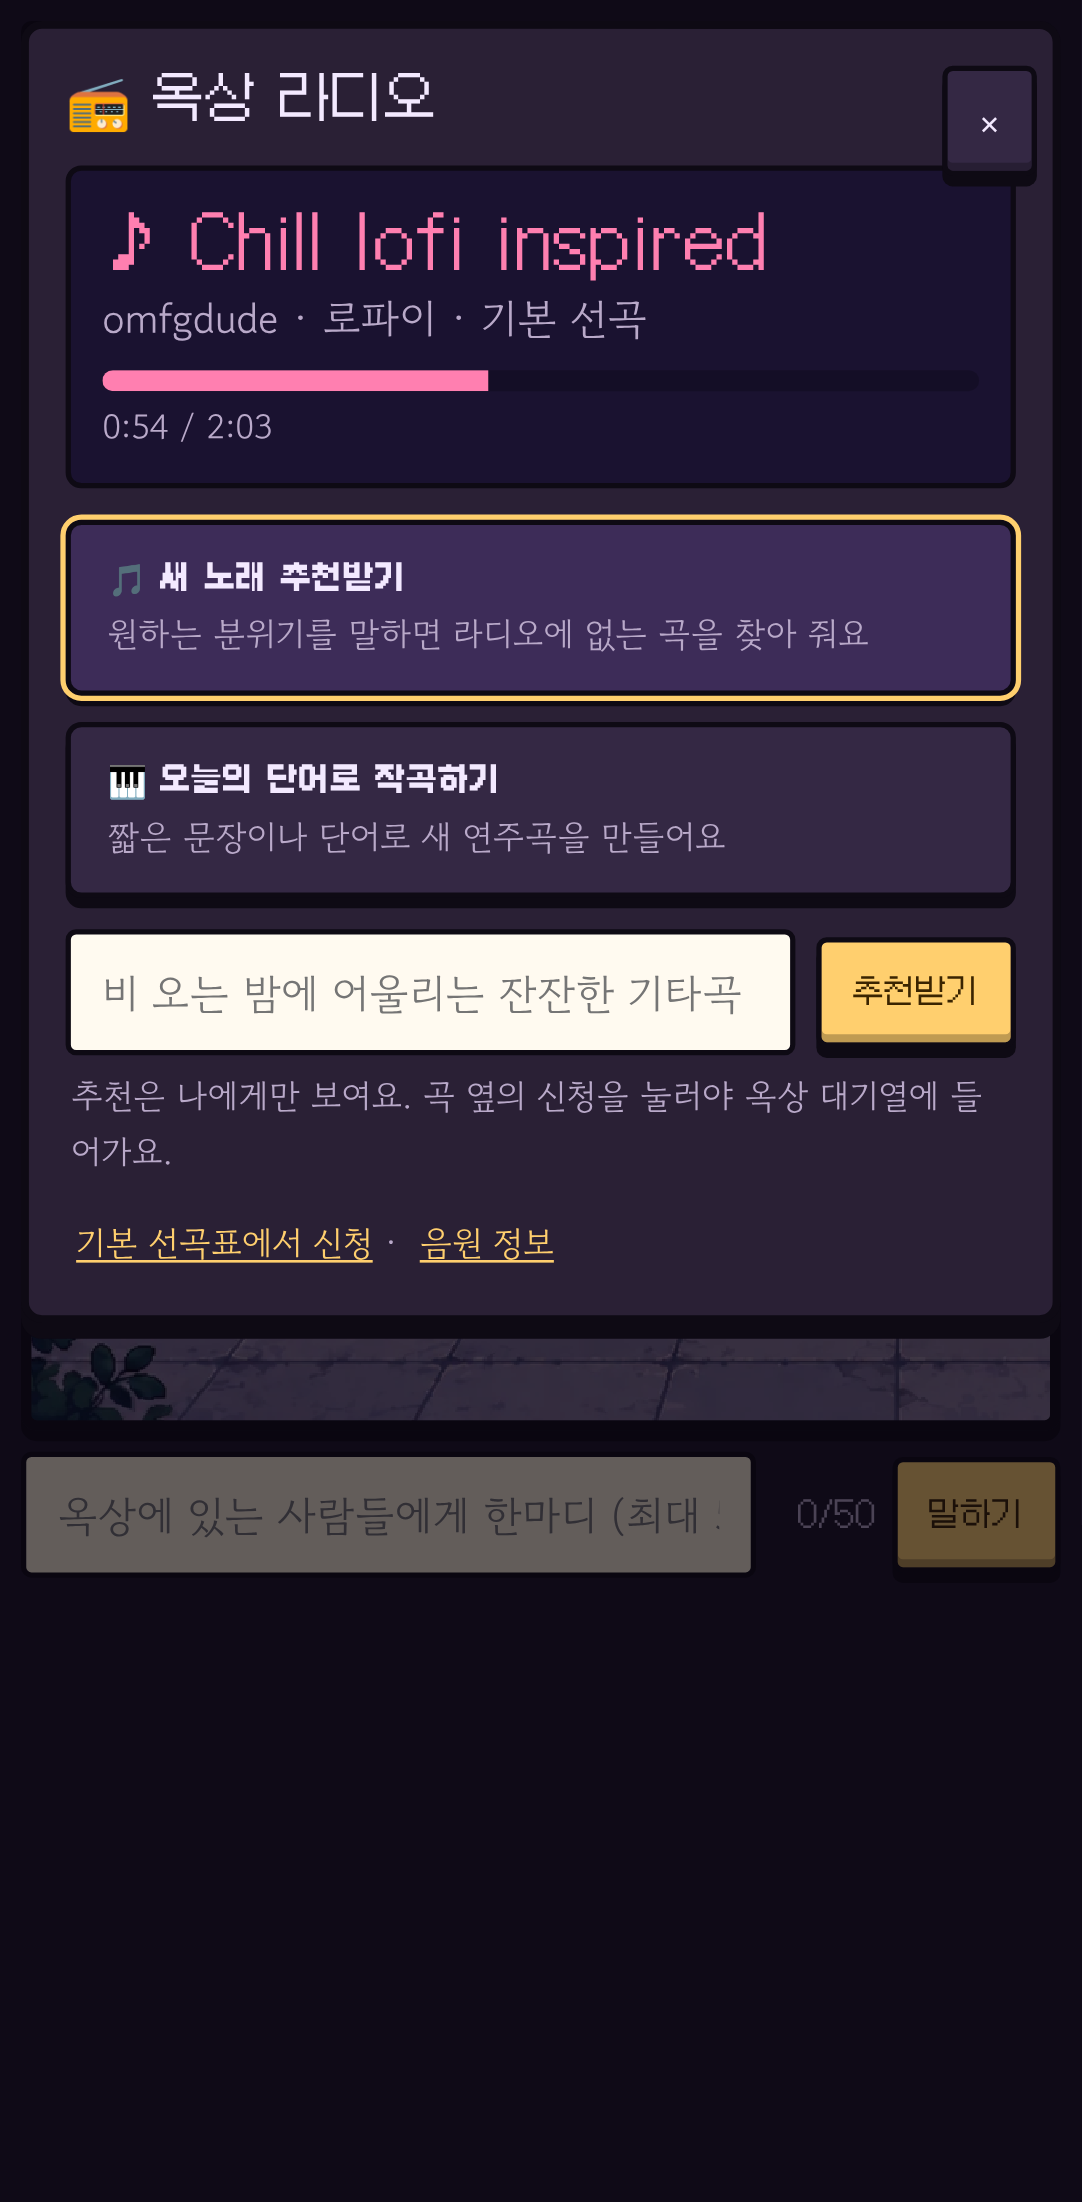 옥상 라디오
×
♪ Chill lofi inspired
omfgdude · 로파이 · 기본 선곡
0:54 / 2:03
새 노래 추천받기
원하는 분위기를 말하면 라디오에 없는 곡을 찾아 줘요
오늘의 단어로 작곡하기
짧은 문장이나 단어로 새 연주곡을 만들어요
비 오는 밤에 어울리는 잔잔한 기타곡
추천받기
추천은 나에게만 보여요. 곡 옆의 신청을 눌러야 옥상 대기열에 들
어가요.
기본 선곡표에서 신청 · 음원 정보
옥상에 있는 사람들에게 한마디 (최대
0/50
말하기